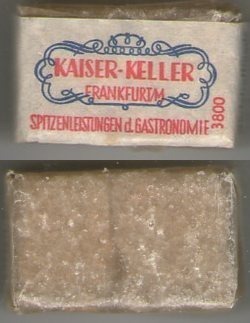 KAISER-KELLER
FRANKFURT/M
SPITZENLEISTUNGEN d. GASTRONOMIE
3800